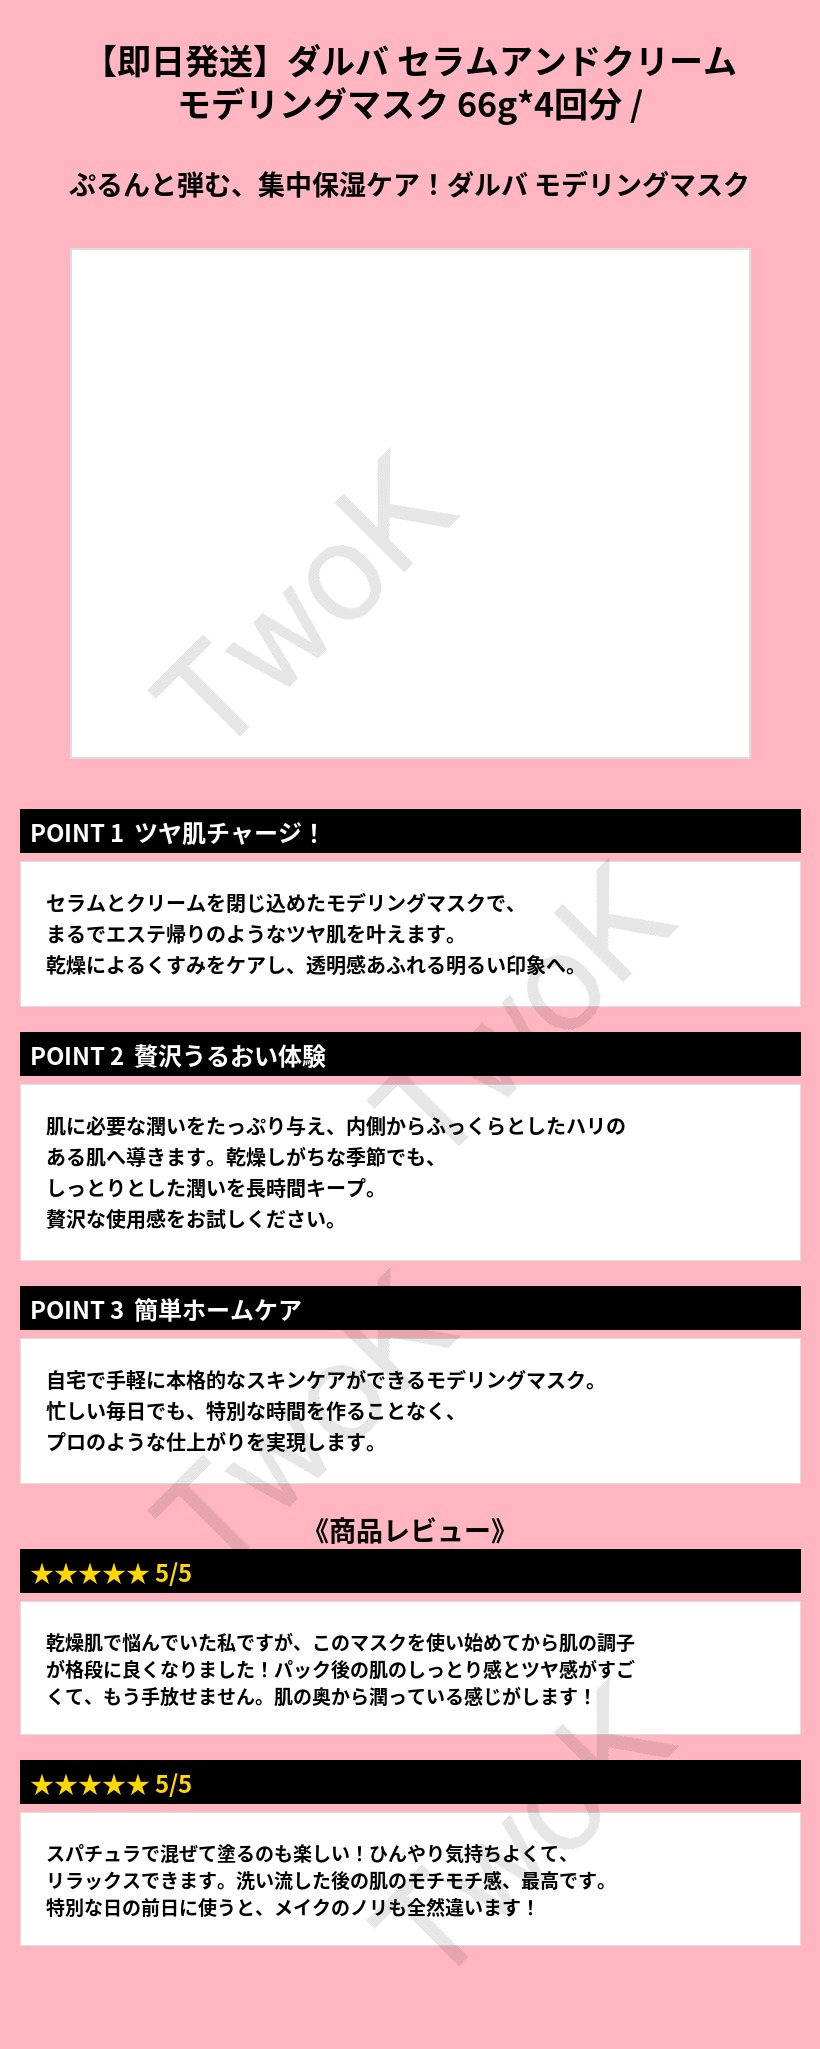 【即日発送】ダルバ セラムアンドクリーム
モデリングマスク 66g*4回分 /
ぷるんと弾む、集中保湿ケア！ダルバ モデリングマスク
TwoK
POINT 1 ツヤ肌チャージ！
セラムとクリームを閉じ込めたモデリングマスクで、
まるでエステ帰りのようなツヤ肌を叶えます。
乾燥によるくすみをケアし、透明感あふれる明るい印象へ。
TwoK
POINT 2 贅沢うるおい体験
肌に必要な潤いをたっぷり与え、内側からふっくらとしたハリの
ある肌へ導きます。乾燥しがちな季節でも、
しっとりとした潤いを長時間キープ。
贅沢な使用感をお試しください。
POINT 3 簡単ホームケア
自宅で手軽に本格的なスキンケアができるモデリングマスク。
忙しい毎日でも、特別な時間を作ることなく、
プロのような仕上がりを実現します。
TwoK
《商品レビュー》
★★★★★ 5/5
乾燥肌で悩んでいた私ですが、このマスクを使い始めてから肌の調子
が格段に良くなりました！パック後の肌のしっとり感とツヤ感がすご
くて、もう手放せません。肌の奥から潤っている感じがします！
★★★★★ 5/5
スパチュラで混ぜて塗るのも楽しい！ひんやり気持ちよくて、
リラックスできます。洗い流した後の肌のモチモチ感、最高です。
特別な日の前日に使うと、メイクのノリも全然違います！
TwoK